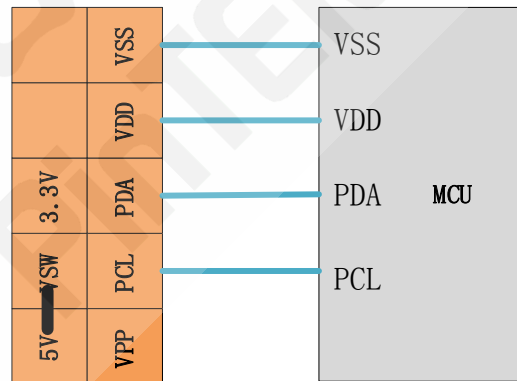 VSS VSS
VDD VDD
3.3V PDA PDA MCU
VSW PCL PCL
5V VPP